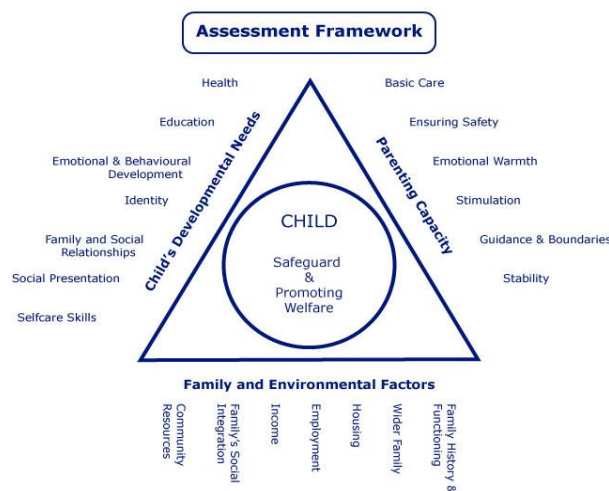 Assessment Framework
Health
Education
Emotional & Behavioural
Development
Identity
Family and Social
Relationships
Social Presentation
Selfcare Skills
Child's Developmental Needs
CHILD
Safeguard
&
Promoting
Welfare
Parenting Capacity
Basic Care
Ensuring Safety
Emotional Warmth
Stimulation
Guidance & Boundaries
Stability
Family and Environmental Factors
Community
Resources
Family's Social
Integration
Income
Employment
Housing
Wider Family
Family History &
Functioning